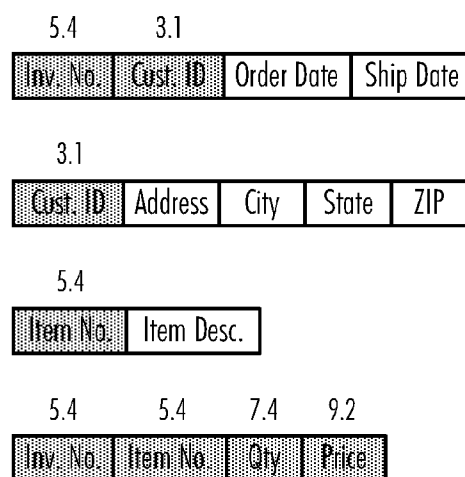 5.4 3.1
Inv. No. Cust. ID Order Date Ship Date
3.1
Cust. ID Address City State ZIP
5.4
Item No. Item Desc.
5.4 5.4 7.4 9.2
Inv. No. Item No. Qty Price